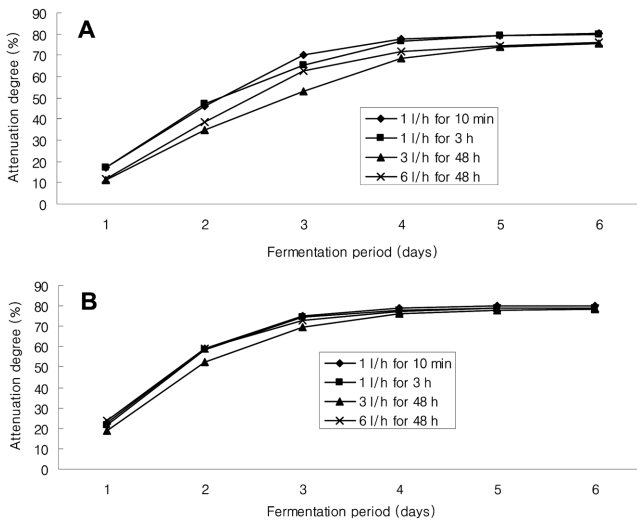 A
Attenuation degree (%)
90
80
70
60
50
40
30
20
10
0
1 l/h for 10 min
1 l/h for 3 h
3 l/h for 48 h
6 l/h for 48 h
1 2 3 4 5 6
Fermentation period (days)
B
Attenuation degree (%)
90
80
70
60
50
40
30
20
10
0
1 l/h for 10 min
1 l/h for 3 h
3 l/h for 48 h
6 l/h for 48 h
1 2 3 4 5 6
Fermentation period (days)